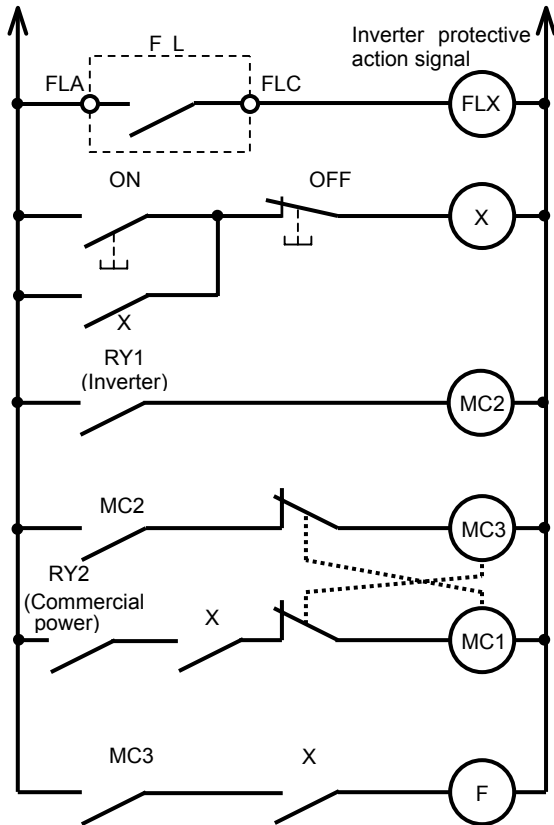 F L
Inverter protective
action signal
FLA
FLC
FLX
ON
OFF
X
X
RY1
(Inverter)
MC2
MC2
MC3
RY2
(Commercial
power)
X
MC1
MC3
X
F